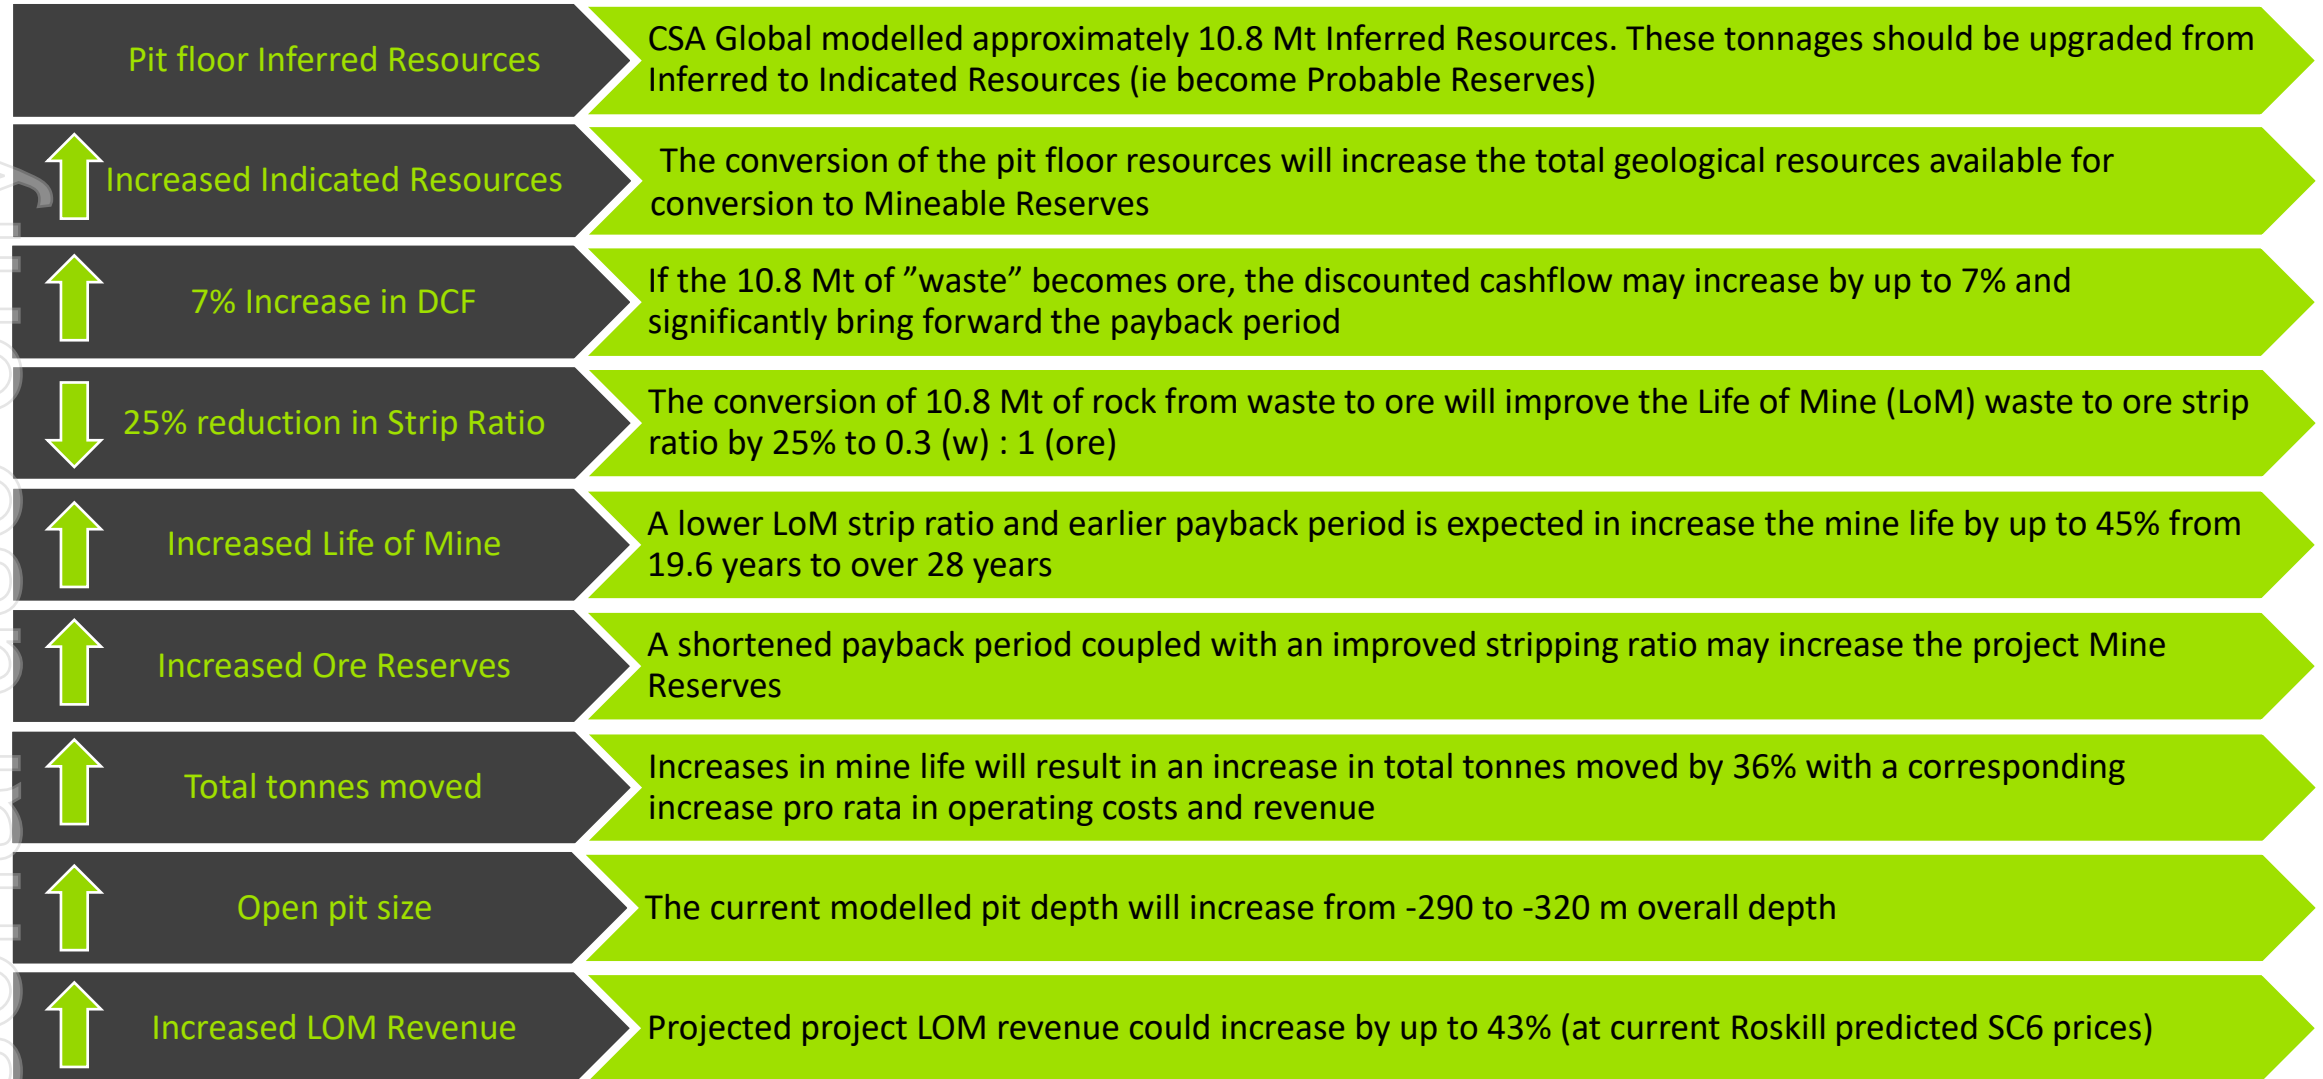 Pit floor Inferred Resources
CSA Global modelled approximately 10.8 Mt Inferred Resources. These tonnages should be upgraded from
Inferred to Indicated Resources (ie become Probable Reserves)
Increased Indicated Resources
The conversion of the pit floor resources will increase the total geological resources available for
conversion to Mineable Reserves
7% Increase in DCF
If the 10.8 Mt of ”waste” becomes ore, the discounted cashflow may increase by up to 7% and
significantly bring forward the payback period
25% reduction in Strip Ratio
The conversion of 10.8 Mt of rock from waste to ore will improve the Life of Mine (LoM) waste to ore strip
ratio by 25% to 0.3 (w) : 1 (ore)
Increased Life of Mine
A lower LoM strip ratio and earlier payback period is expected in increase the mine life by up to 45% from
19.6 years to over 28 years
Increased Ore Reserves
A shortened payback period coupled with an improved stripping ratio may increase the project Mine
Reserves
Total tonnes moved
Increases in mine life will result in an increase in total tonnes moved by 36% with a corresponding
increase pro rata in operating costs and revenue
Open pit size
The current modelled pit depth will increase from -290 to -320 m overall depth
Increased LOM Revenue
Projected project LOM revenue could increase by up to 43% (at current Roskill predicted SC6 prices)